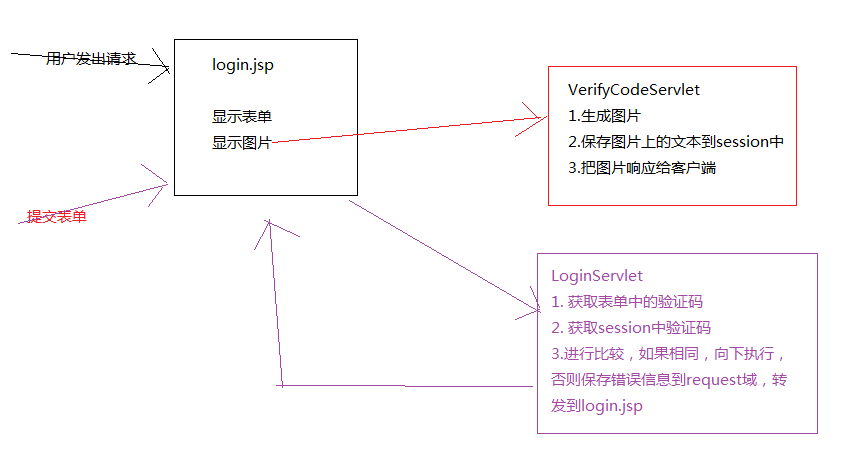 用户发出请求
login.jsp
显示表单
显示图片
提交表单
VerifyCodeServlet
1.生成图片
2.保存图片上的文本到session中
3.把图片响应给客户端
LoginServlet
1. 获取表单中的验证码
2. 获取session中验证码
3.进行比较，如果相同，向下执行，
否则保存错误信息到request域，转
发到login.jsp